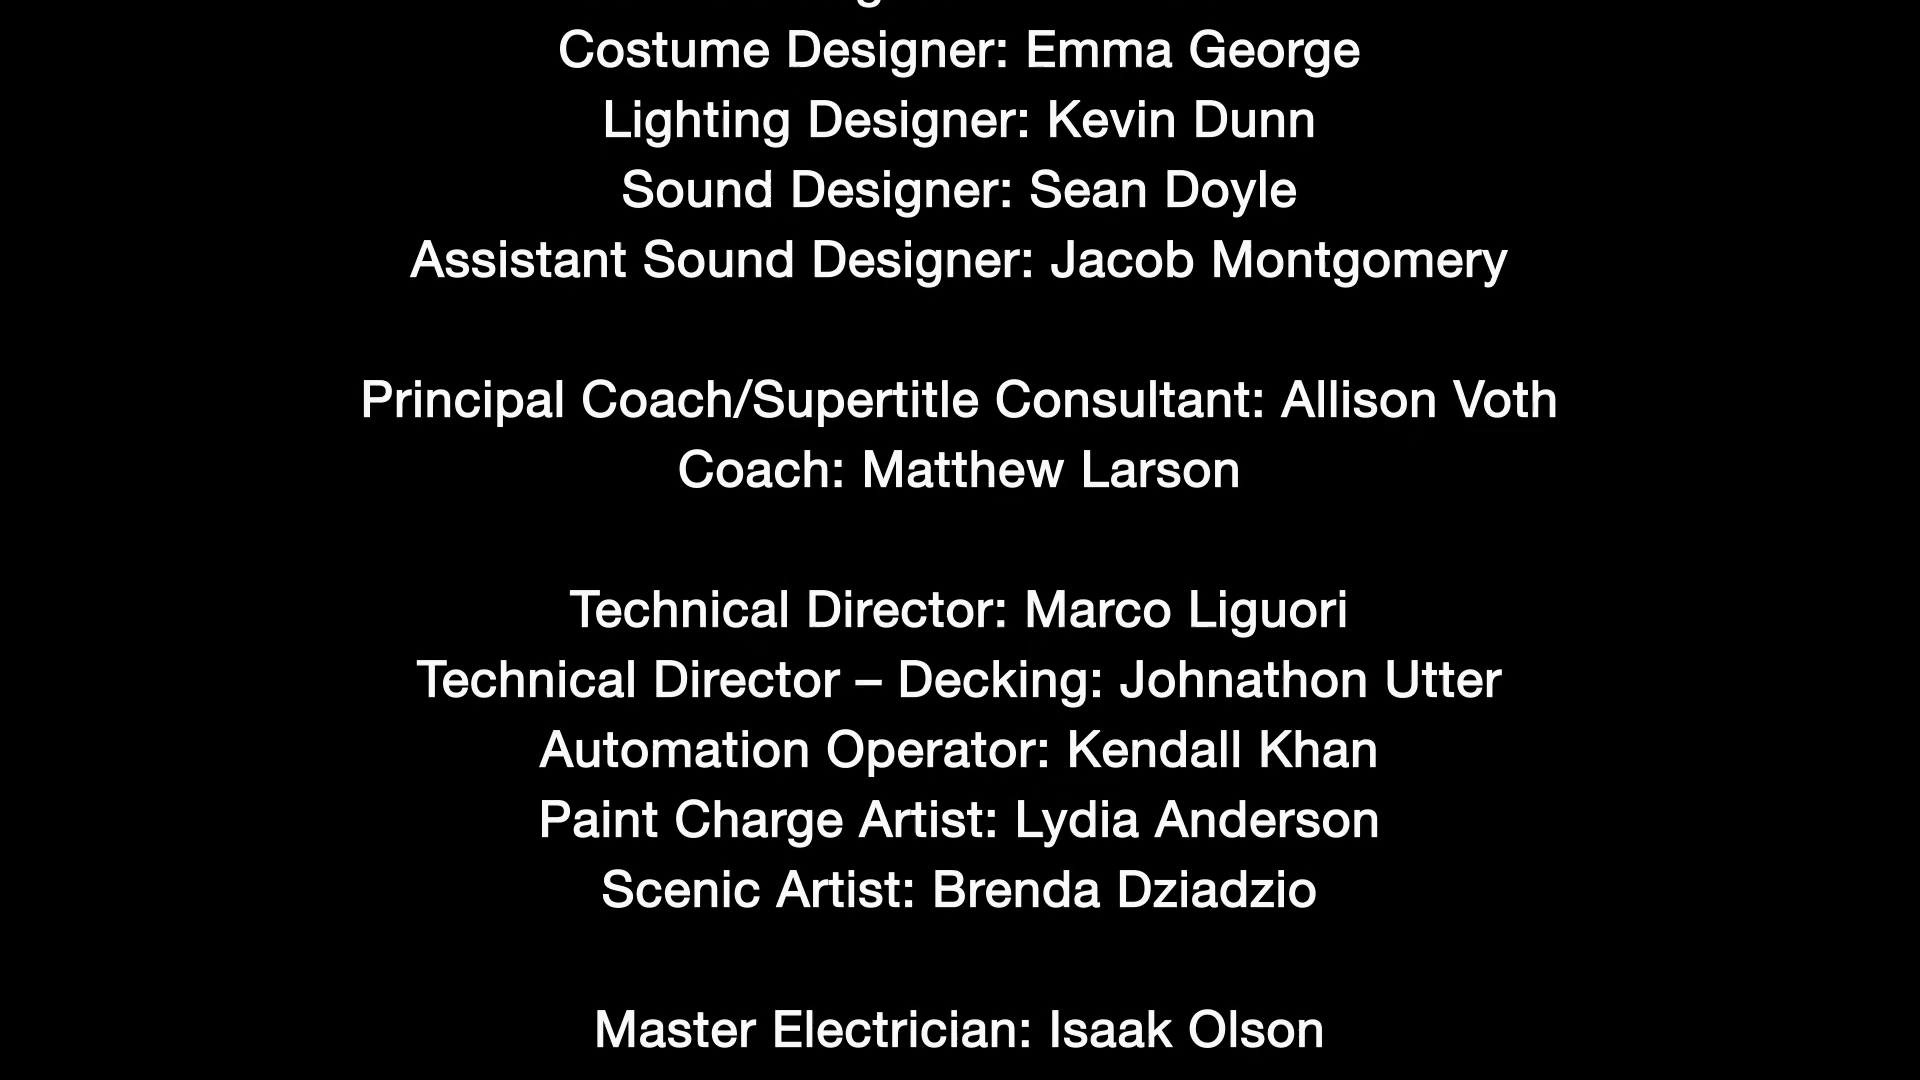 Costume Designer: Emma George
Lighting Designer: Kevin Dunn
Sound Designer: Sean Doyle
Assistant Sound Designer: Jacob Montgomery
Principal Coach/Supertitle Consultant: Allison Voth
Coach: Matthew Larson
Technical Director: Marco Liguori
Technical Director – Decking: Johnathon Utter
Automation Operator: Kendall Khan
Paint Charge Artist: Lydia Anderson
Scenic Artist: Brenda Dziadzio
Master Electrician: Isaak Olson